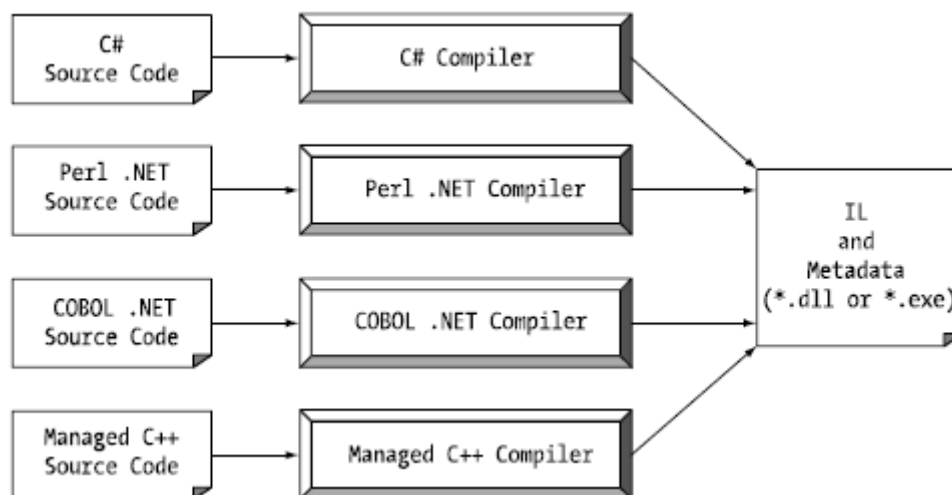 C#
Source Code
C# Compiler
Perl .NET
Source Code
Perl .NET Compiler
IL
and
Metadata
(*.dll or *.exe)
COBOL .NET
Source Code
COBOL .NET Compiler
Managed C++
Source Code
Managed C++ Compiler